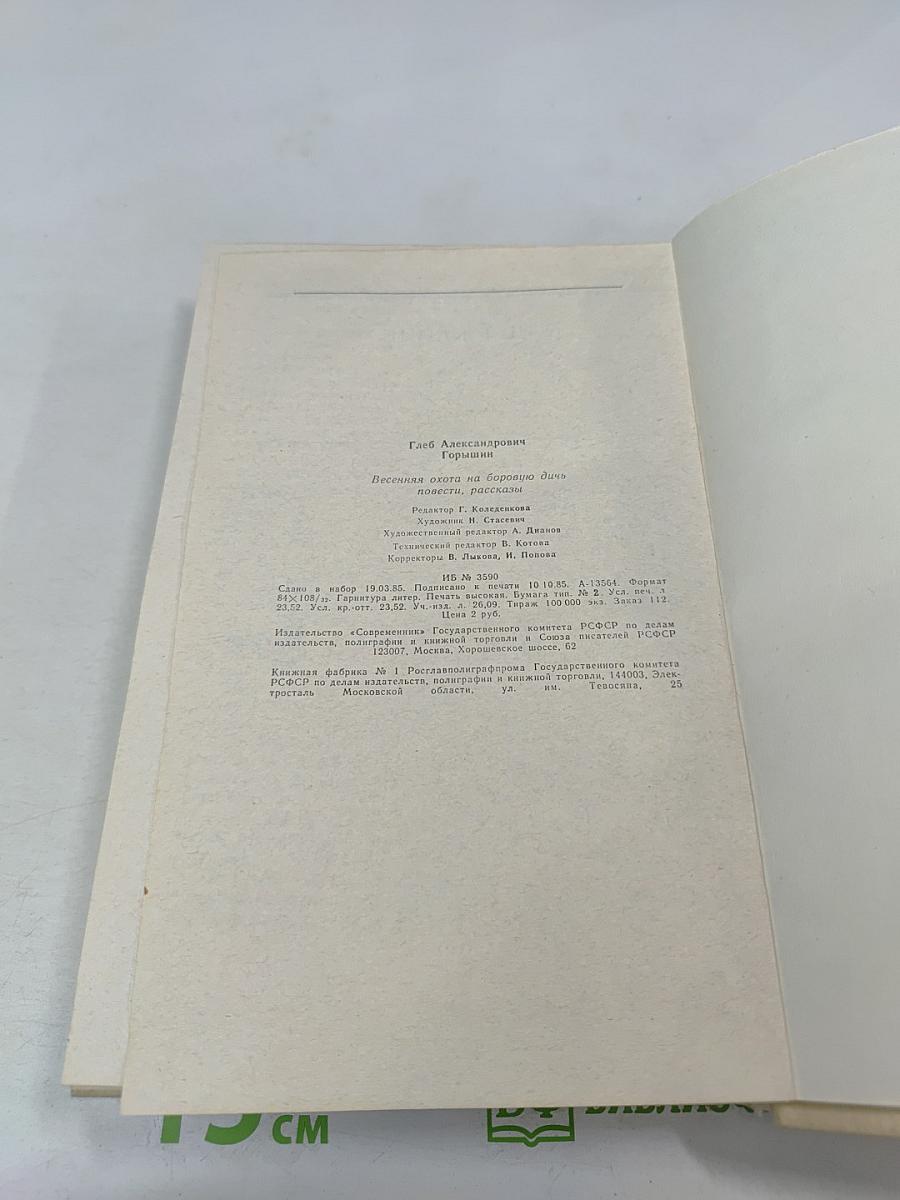 Глеб Александрович
Горышин
Весенняя охота на боровую дичь
повести, рассказы
Редактор Г. Коледенкова
Художник Н. Стасевич
Художественный редактор А. Дианов
Технический редактор В. Котова
Корректоры В. Лыкова, И. Попова
ИБ № 3590
Сдано в набор 19.03.85. Подписано к печати 10.10.85. А-13564. Формат
84×108/32. Гарнитура литер. Печать высокая. Бумага тип. № 2. Усл. печ. л
23,52. Усл. кр.-отт. 23,52. Уч.-изд. л. 26,09. Тираж 100 000 экз. Заказ 112.
Цена 2 руб.
Издательство «Современник» Государственного комитета РСФСР по делам
издательств, полиграфии и книжной торговли и Союза писателей РСФСР
123007, Москва, Хорошевское шоссе, 62
Книжная фабрика № 1 Росглавполиграфпрома Государственного комитета
РСФСР по делам издательств, полиграфии и книжной торговли, 144003, Элек-
тросталь Московской области, ул. им. Тевосяна, 25
15 см